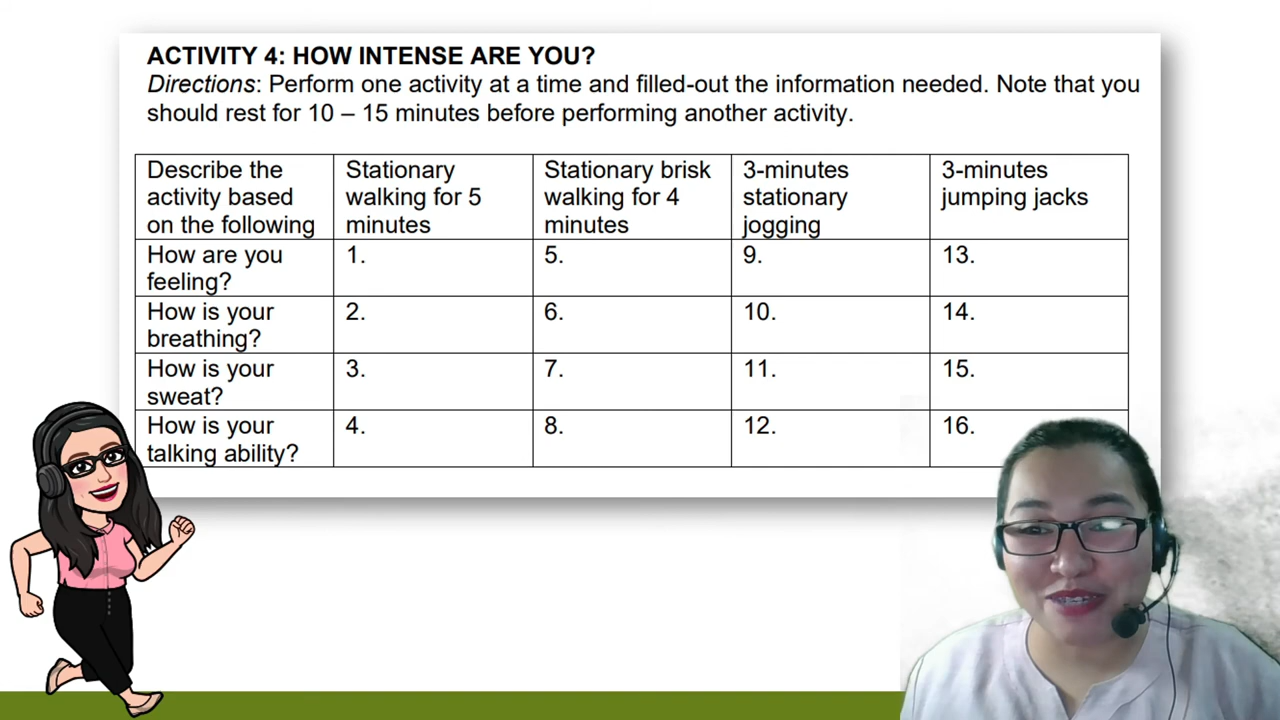 ACTIVITY 4: HOW INTENSE ARE YOU?
Directions: Perform one activity at a time and filled-out the information needed. Note that you
should rest for 10 – 15 minutes before performing another activity.
Describe the
activity based
on the following
Stationary
walking for 5
minutes
Stationary brisk
walking for 4
minutes
3-minutes
stationary
jogging
3-minutes
jumping jacks
How are you
feeling?
1.
5.
9.
13.
How is your
breathing?
2.
6.
10.
14.
How is your
sweat?
3.
7.
11.
15.
How is your
talking ability?
4.
8.
12.
16.